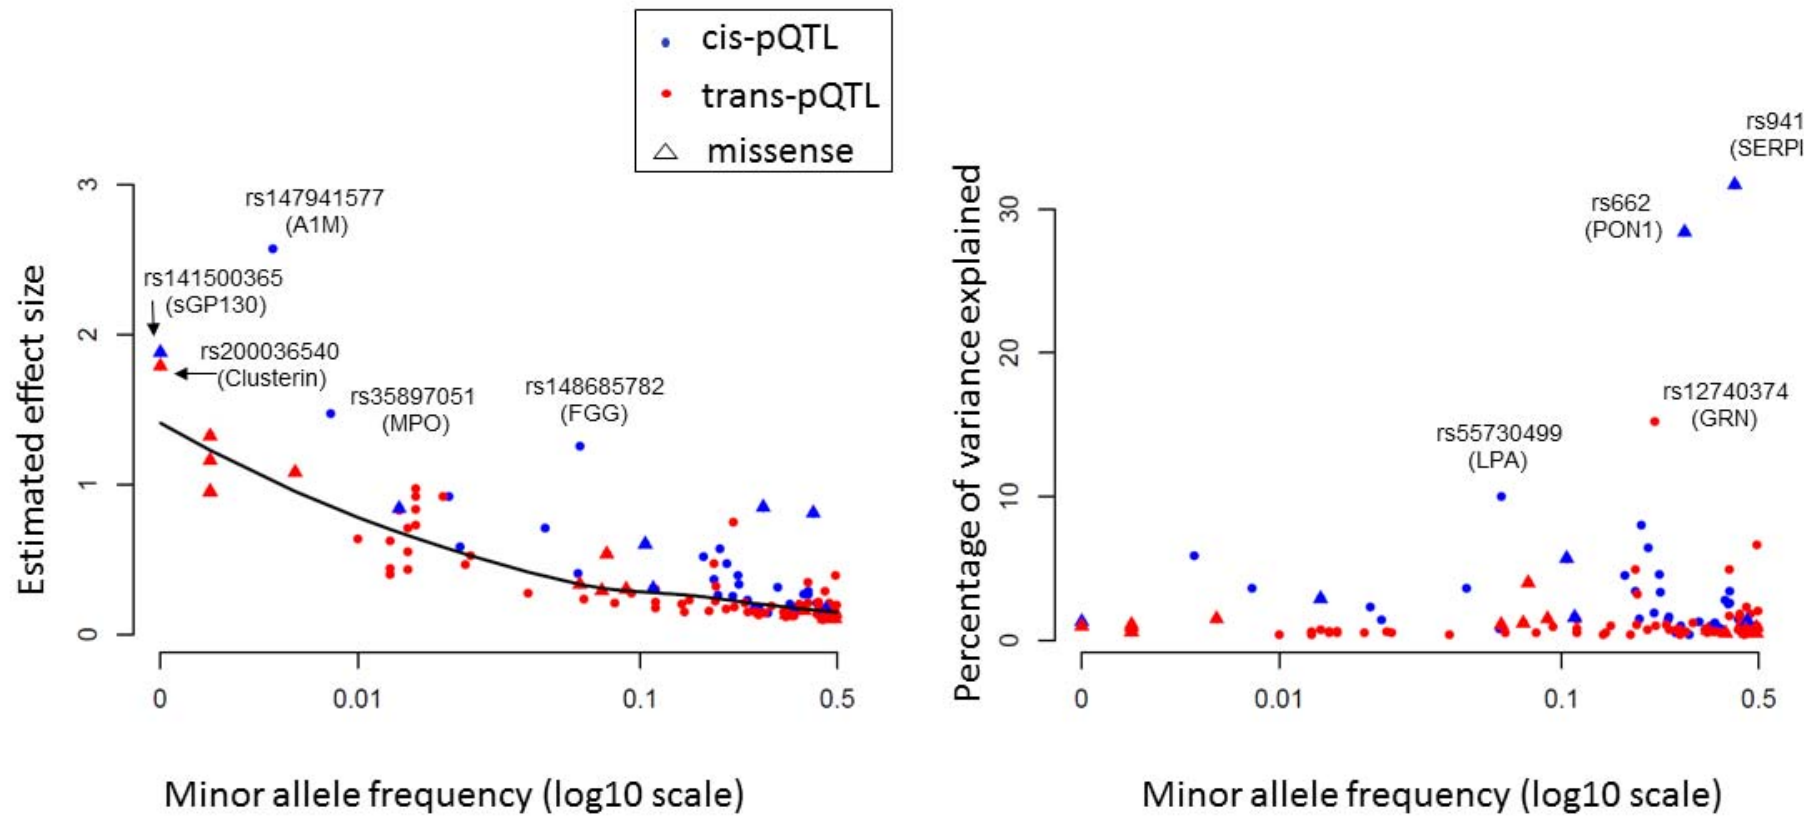 cis-pQTL
trans-pQTL
missense
Estimated effect size
3
2
1
0
rs147941577
(A1M)
rs141500365
(sGP130)
rs200036540
(Clusterin)
rs35897051
(MPO)
rs148685782
(FGG)
0
0.01
0.1
0.5
Minor allele frequency (log10 scale)
Percentage of variance explained
30
20
10
0
rs941
(SERPI
rs662
(PON1)
rs12740374
(GRN)
rs55730499
(LPA)
0
0.01
0.1
0.5
Minor allele frequency (log10 scale)